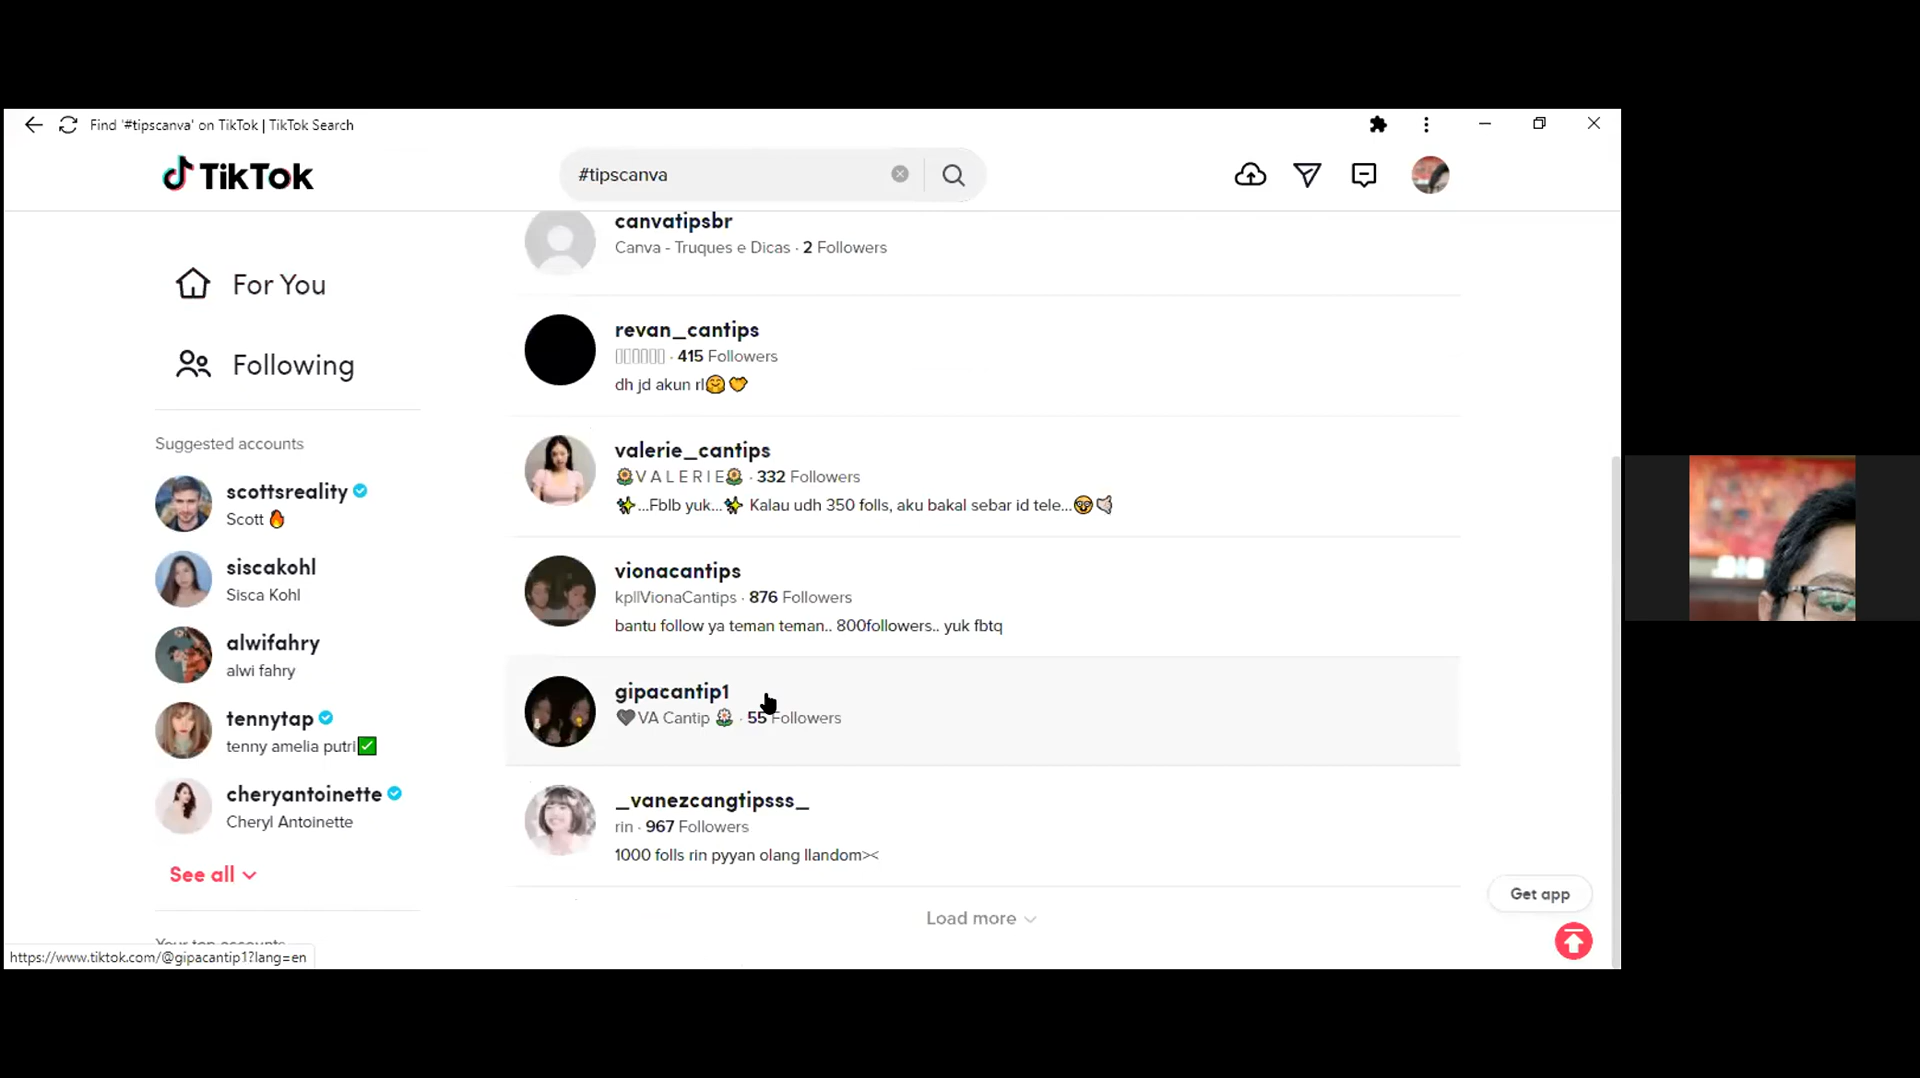 Find '#tipscanva' on TikTok | TikTok Search
TikTok
#tipscanva
For You
Following
Suggested accounts
scottsreality
Scott 🔥
siscakohl
Sisca Kohl
alwifahry
alwi fahry
tennytap
tenny amelia putri✅
cheryantoinette
Cheryl Antoinette
See all
https://www.tiktok.com/@gipacantip1?lang=en
canvatipsbr
Canva - Truques e Dicas · 2 Followers
revan_cantips
· 415 Followers
dh jd akun rl🤗🤝
valerie_cantips
🌻V A L E R I E🌻 · 332 Followers
✨...Fblb yuk...✨ Kalau udh 350 folls, aku bakal sebar id tele...
vionacantips
kpllVionaCantips · 876 Followers
bantu follow ya teman teman.. 800followers.. yuk fbtq
gipacantip1
🖤VA Cantip 🌼 · 55 Followers
_vanezcangtipsss_
rin · 967 Followers
1000 folls rin pyyan olang llandom><
Load more
Get app